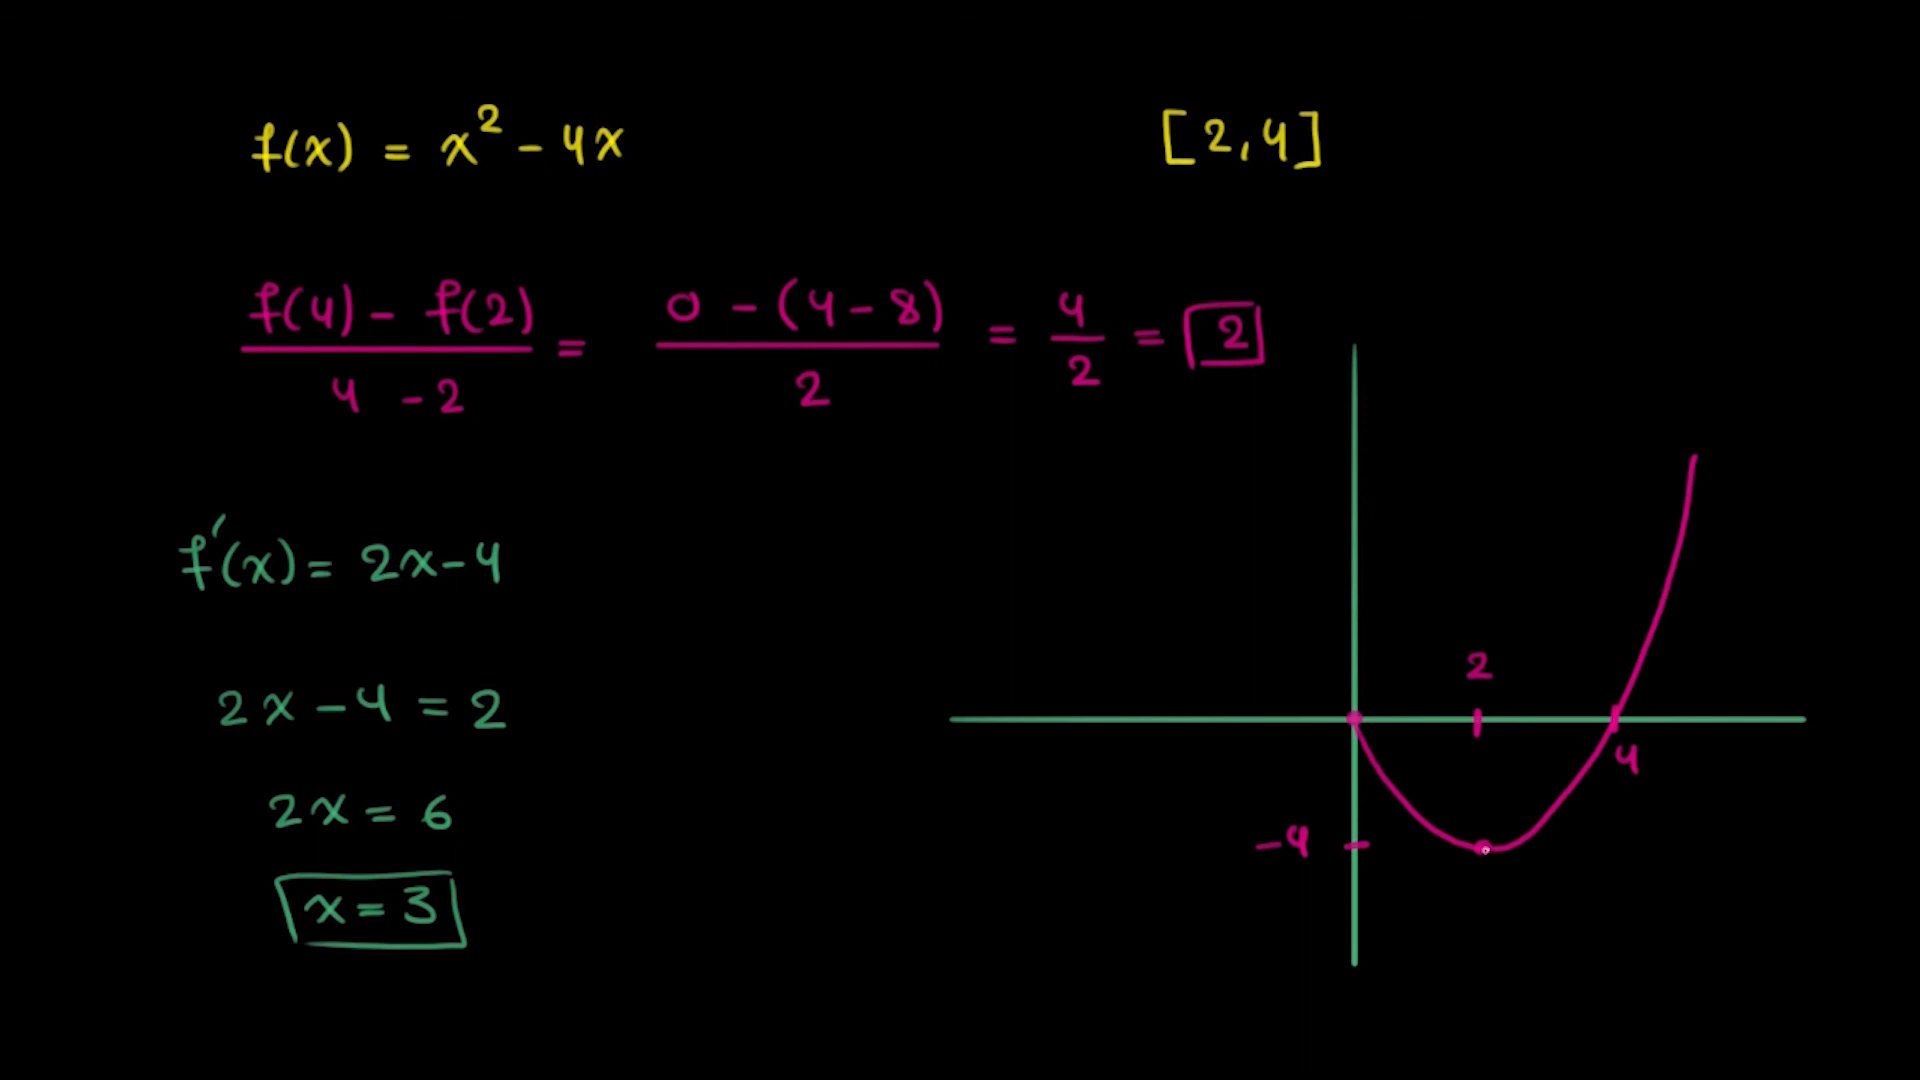 f(x) = x² - 4x [2,4]
f(4) - f(2) / 4 - 2 = 0 - (4 - 8) / 2 = 4 / 2 = 2
f'(x) = 2x - 4
2x - 4 = 2
2x = 6
x = 3
2
4
-4